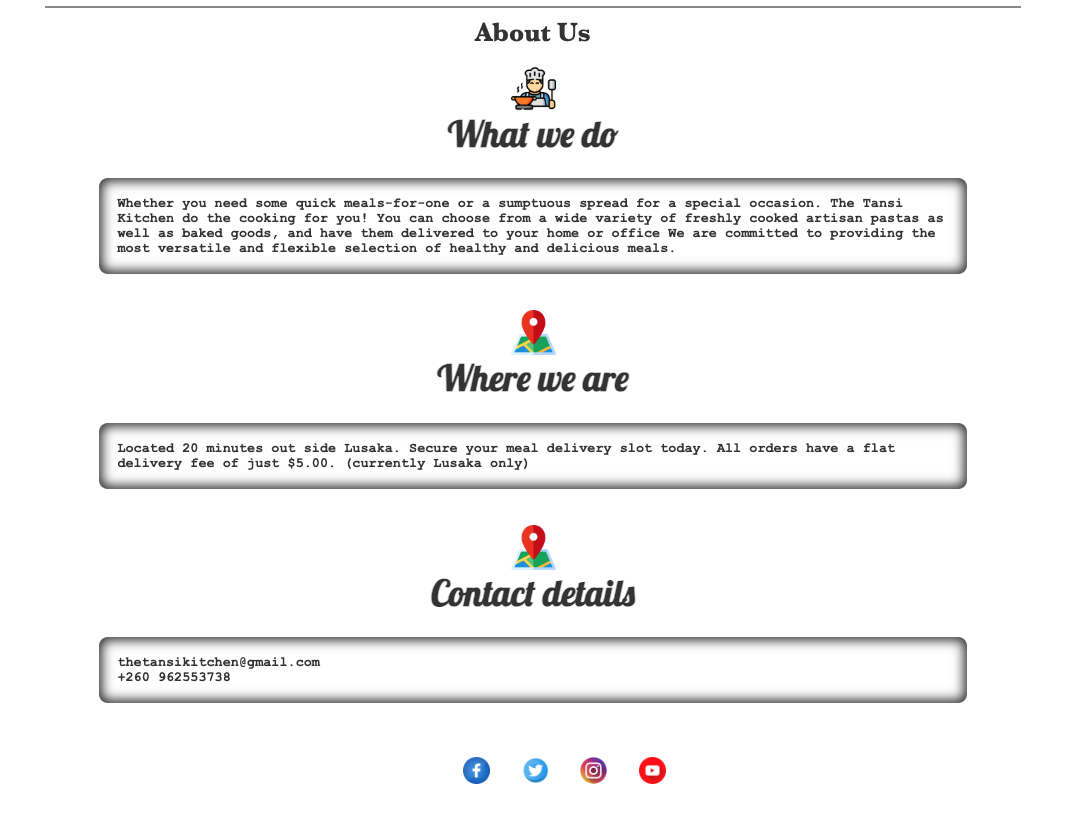 About Us
What we do
Whether you need some quick meals-for-one or a sumptuous spread for a special occasion. The Tansi
Kitchen do the cooking for you! You can choose from a wide variety of freshly cooked artisan pastas as
well as baked goods, and have them delivered to your home or office We are committed to providing the
most versatile and flexible selection of healthy and delicious meals.
Where we are
Located 20 minutes out side Lusaka. Secure your meal delivery slot today. All orders have a flat
delivery fee of just $5.00. (currently Lusaka only)
Contact details
thetansikitchen@gmail.com
+260 962553738